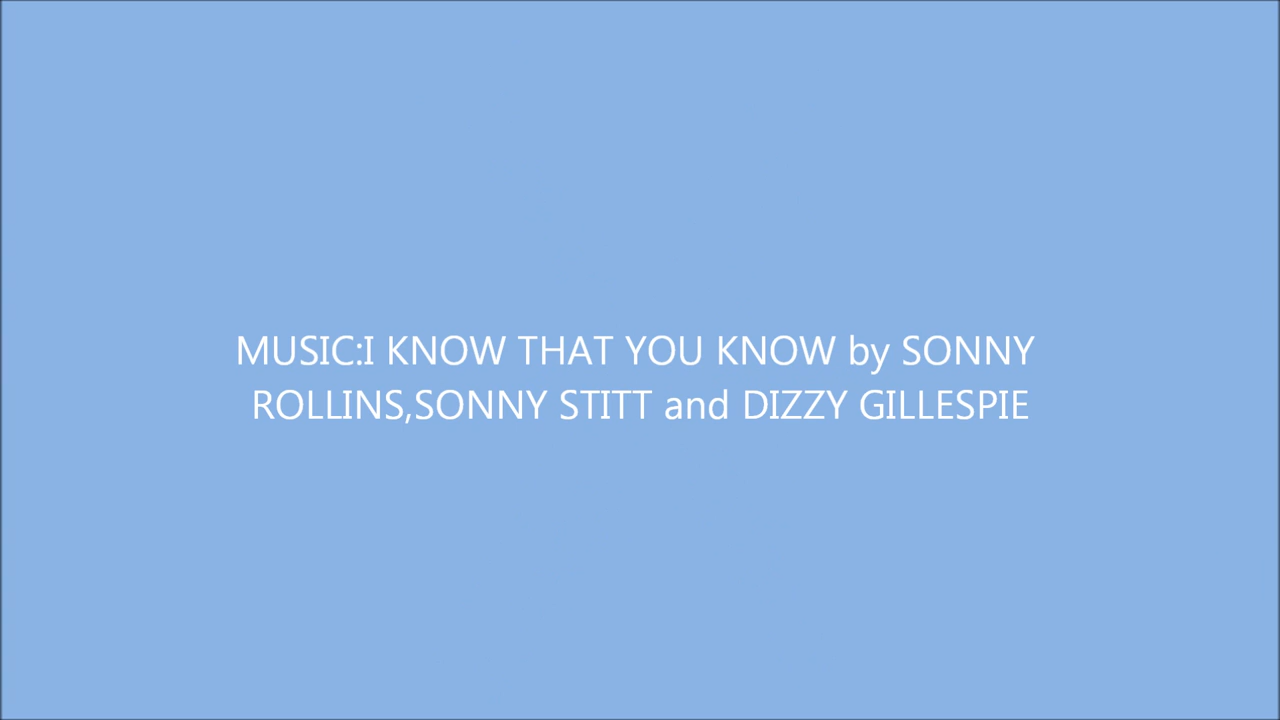 MUSIC:I KNOW THAT YOU KNOW by SONNY
ROLLINS,SONNY STITT and DIZZY GILLESPIE